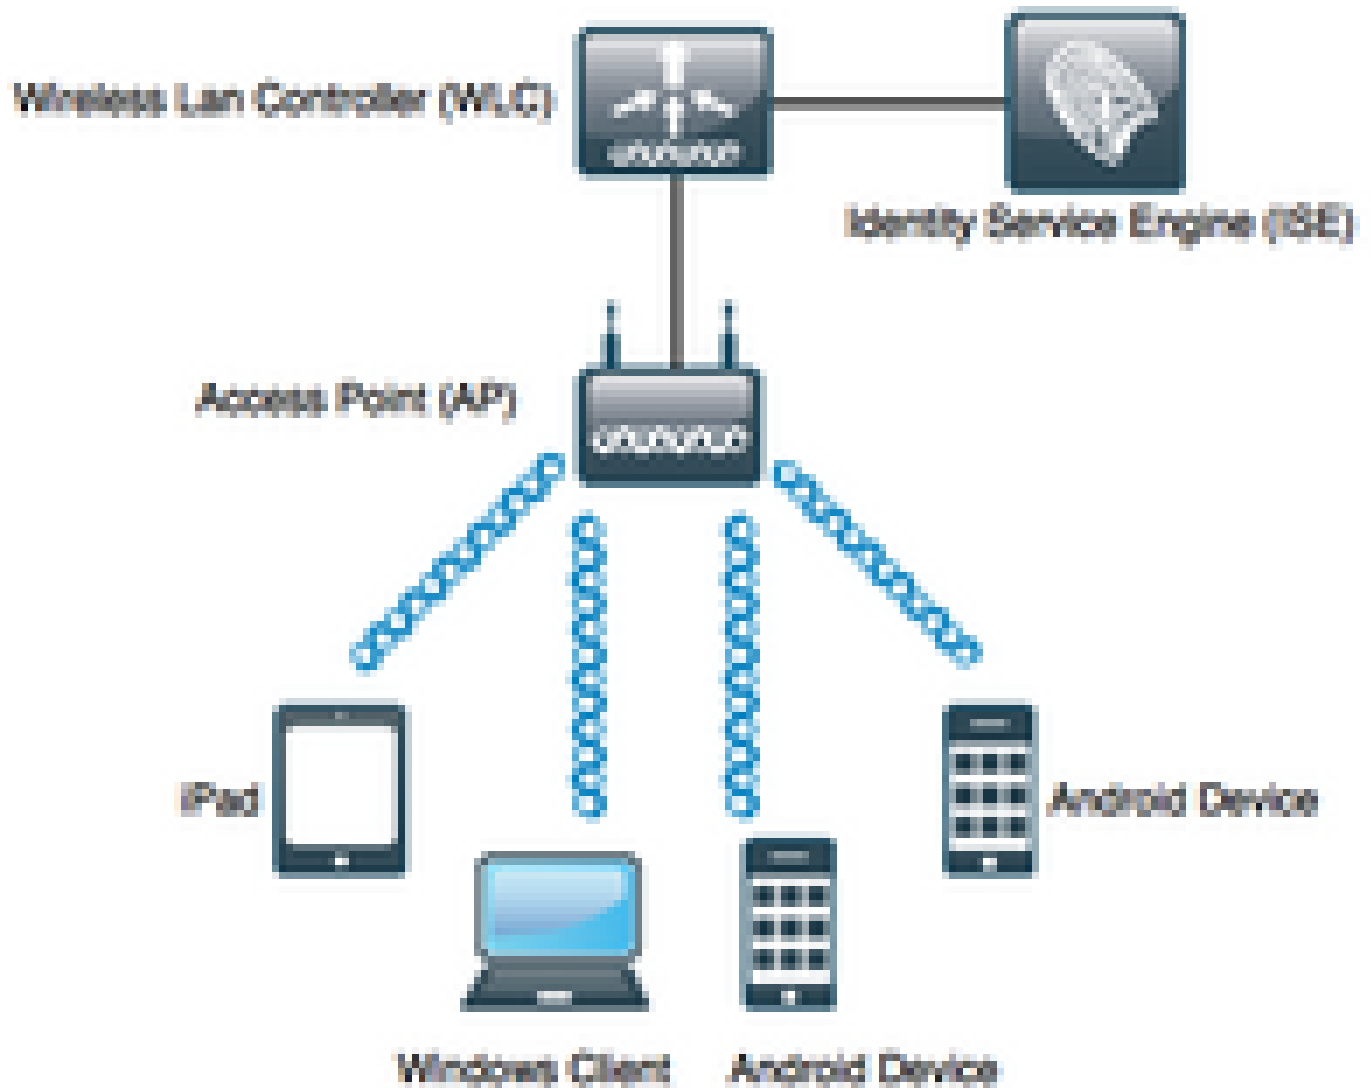 Wireless Lan Controller (WLC)
Identity Service Engine (ISE)
Access Point (AP)
iPad
Android Device
Windows Client
Android Device